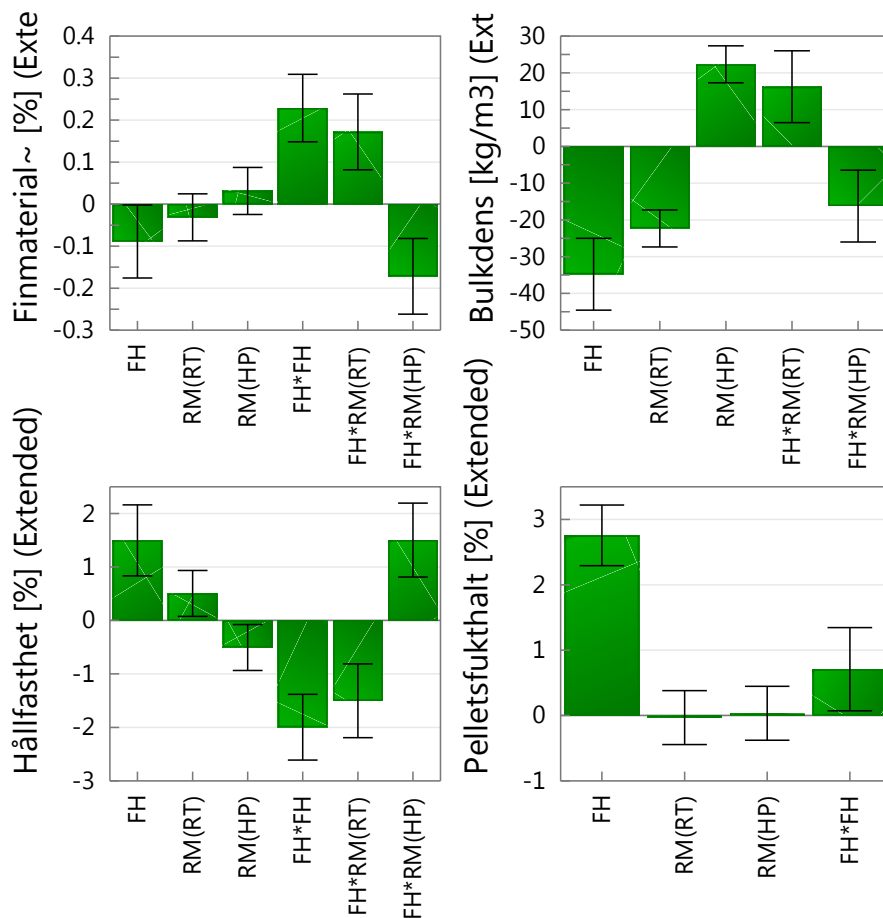 Finmaterial~ [%] (Exte
0.4
0.3
0.2
0.1
0
-0.1
-0.2
-0.3
FH
RM(RT)
RM(HP)
FH*FH
FH*RM(RT)
FH*RM(HP)
Bulkdens [kg/m3] (Ext
30
20
10
0
-10
-20
-30
-40
-50
FH
RM(RT)
RM(HP)
FH*RM(RT)
FH*RM(HP)
Hållfasthet [%] (Extended)
2
1
0
-1
-2
-3
FH
RM(RT)
RM(HP)
FH*FH
FH*RM(RT)
FH*RM(HP)
Pelletsfukthalt [%] (Extended)
3
2
1
0
-1
FH
RM(RT)
RM(HP)
FH*FH